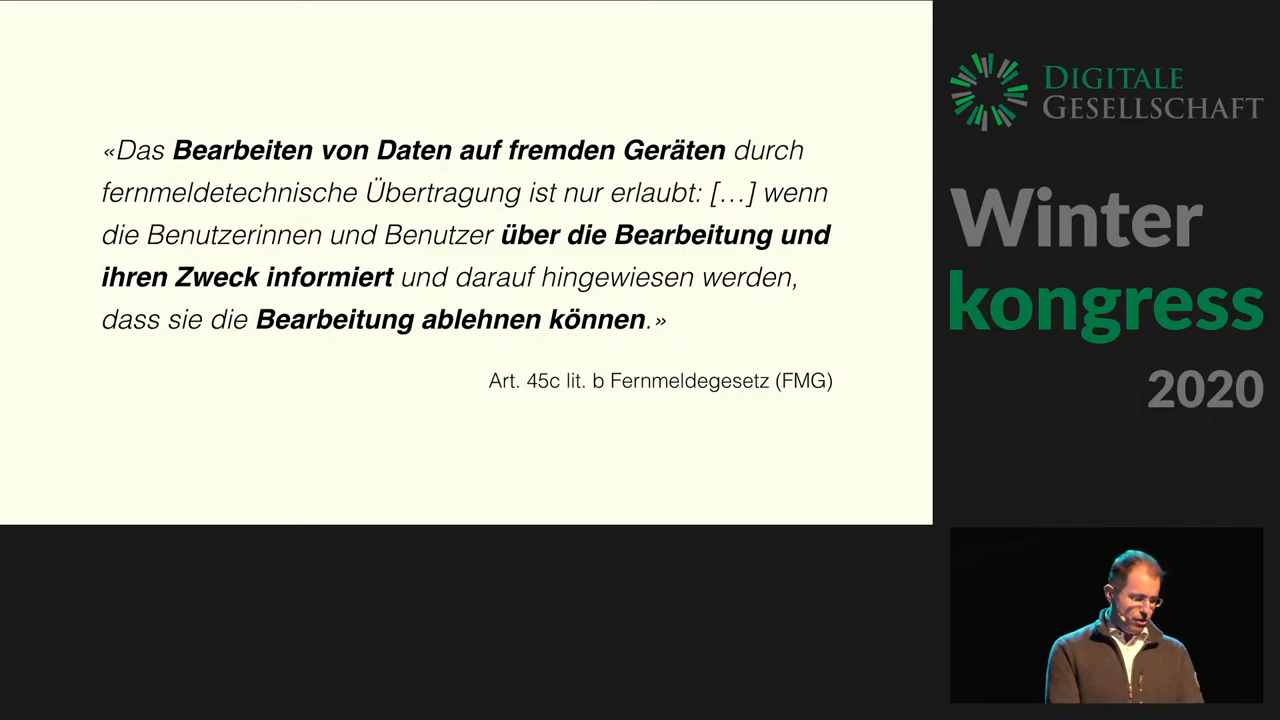 «Das Bearbeiten von Daten auf fremden Geräten durch
fernmeldetechnische Übertragung ist nur erlaubt: […] wenn
die Benutzerinnen und Benutzer über die Bearbeitung und
ihren Zweck informiert und darauf hingewiesen werden,
dass sie die Bearbeitung ablehnen können.»
Art. 45c lit. b Fernmeldegesetz (FMG)
DIGITALE
GESELLSCHAFT
Winter
kongress
2020